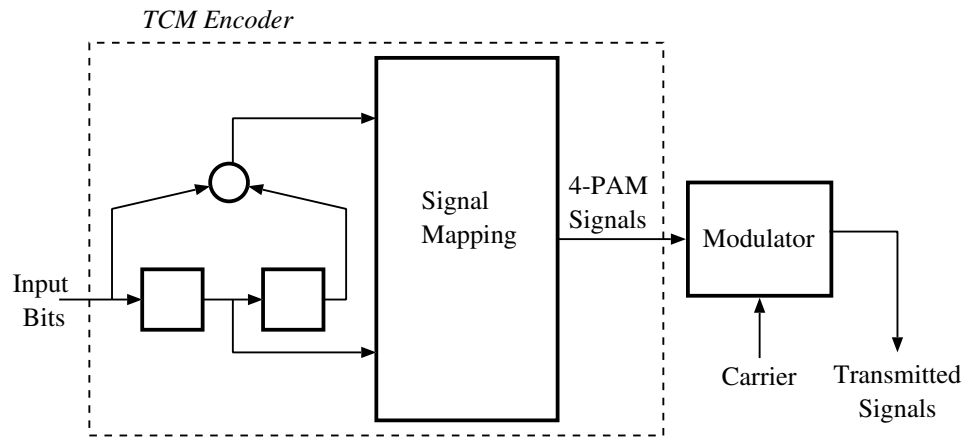 TCM Encoder
Input
Bits
Signal
Mapping
4-PAM
Signals
Modulator
Carrier
Transmitted
Signals